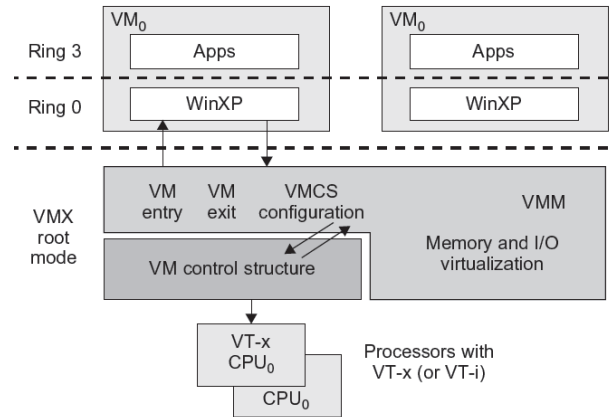 VM₀
VM₀
Ring 3
Apps
Apps
Ring 0
WinXP
WinXP
VMX
root
mode
VM
entry
VM
exit
VMCS
configuration
VMM
Memory and I/O
virtualization
VM control structure
VT-x
CPU₀
CPU₀
Processors with
VT-x (or VT-i)